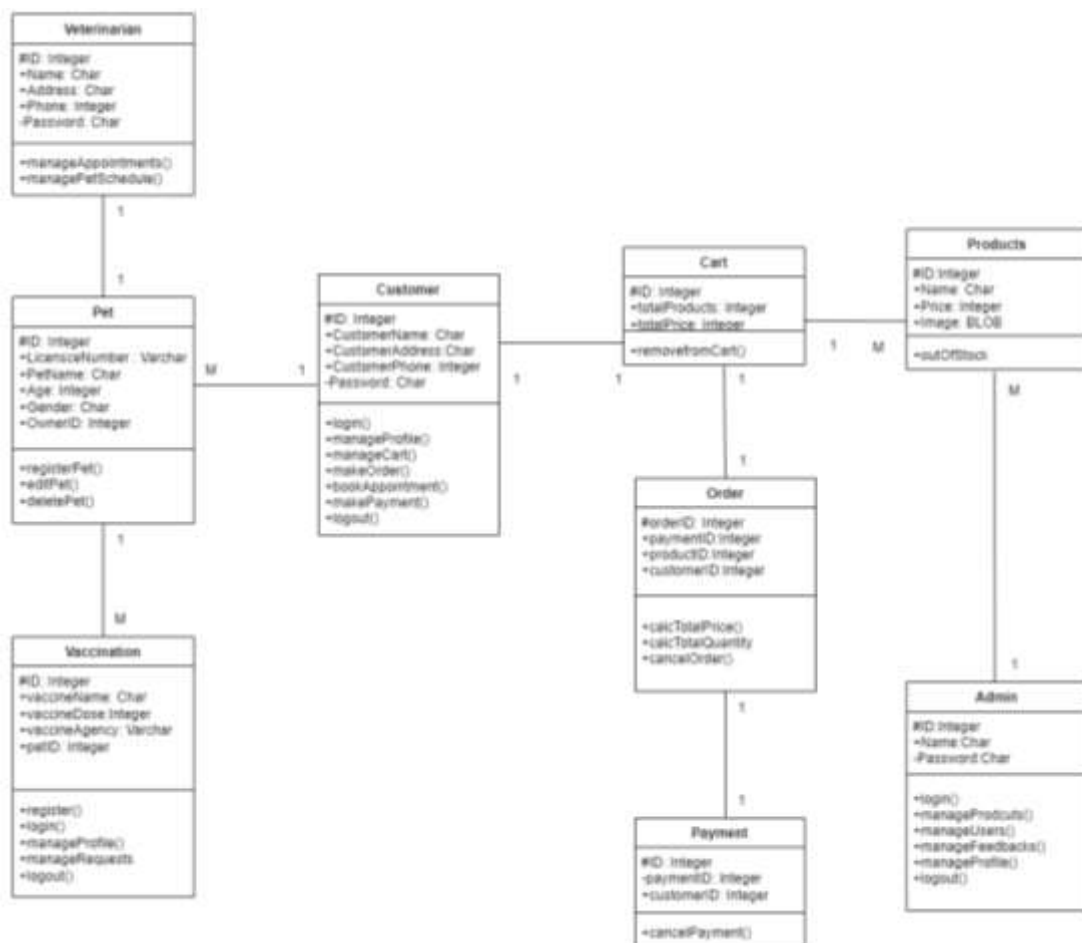 Veterinarian
#ID: Integer
+Name: Char
+Address: Char
+Phone: Integer
-Password: Char
+manageAppointments()
+managePetSchedule()
1
1
Pet
#ID: Integer
+LicensceNumber : Varchar
+PetName: Char
+Age: Integer
+Gender: Char
+OwnerID: Integer
+registerPet()
+editPet()
+deletePet()
M
1
1
M
Vaccination
#ID: Integer
+vaccineName: Char
+vaccineDose:Integer
+vaccineAgency: Varchar
+petID: Integer
+register()
+login()
+manageProfile()
+manageRequests
+logout()
Customer
#ID: Integer
+CustomerName: Char
+CustomerAddress:Char
+CustomerPhone: Integer
-Password: Char
+login()
+manageProfile()
+manageCart()
+makeOrder()
+bookAppointment()
+makePayment()
+logout()
1
1
Cart
#ID: Integer
+totalProducts: Integer
+totalPrice: Integer
+removefromCart()
1
M
1
1
Order
#orderID: Integer
+paymentID:Integer
+productID:Integer
+customerID:Integer
+calcTotalPrice()
+calcTotalQuantity
+cancelOrder()
1
1
Payment
#ID: Integer
-paymentID: Integer
+customerID: Integer
+cancelPayment()
Products
#ID:Integer
+Name: Char
+Price: Integer
+Image: BLOB
+outOfStock
M
1
Admin
#ID:Integer
+Name:Char
-Password:Char
+login()
+manageProdcuts()
+manageUsers()
+manageFeedbacks()
+manageProfile()
+logout()